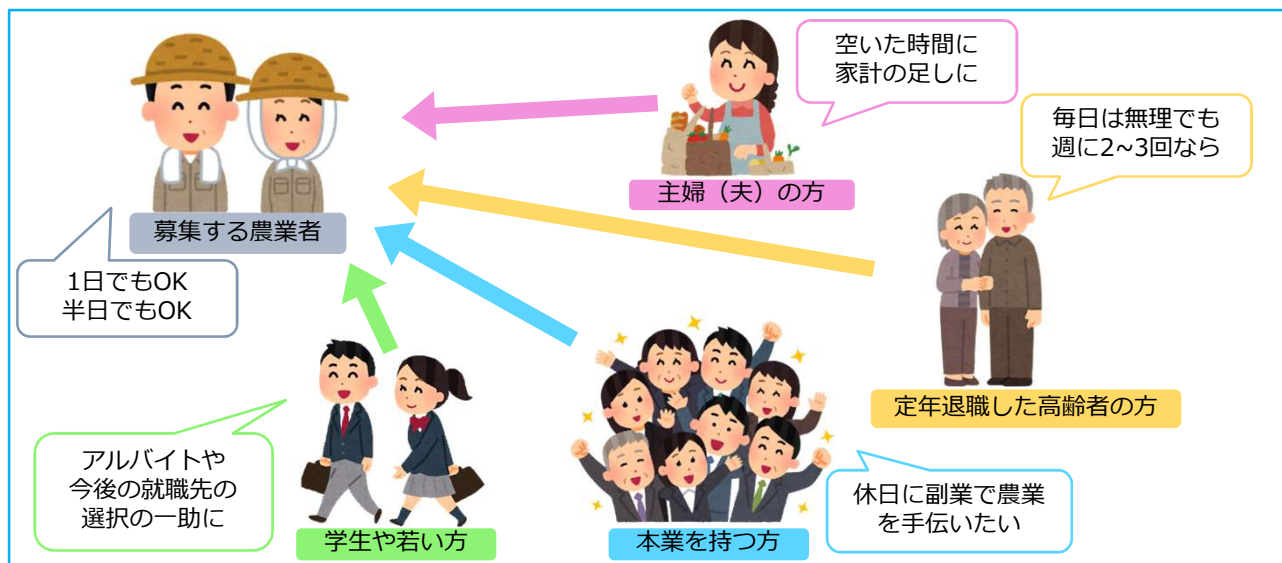 空いた時間に
家計の足しに
毎日は無理でも
週に2~3回なら
主婦（夫）の方
募集する農業者
1日でもOK
半日でもOK
定年退職した高齢者の方
アルバイトや
今後の就職先の
選択の一助に
休日に副業で農業
を手伝いたい
学生や若い方
本業を持つ方